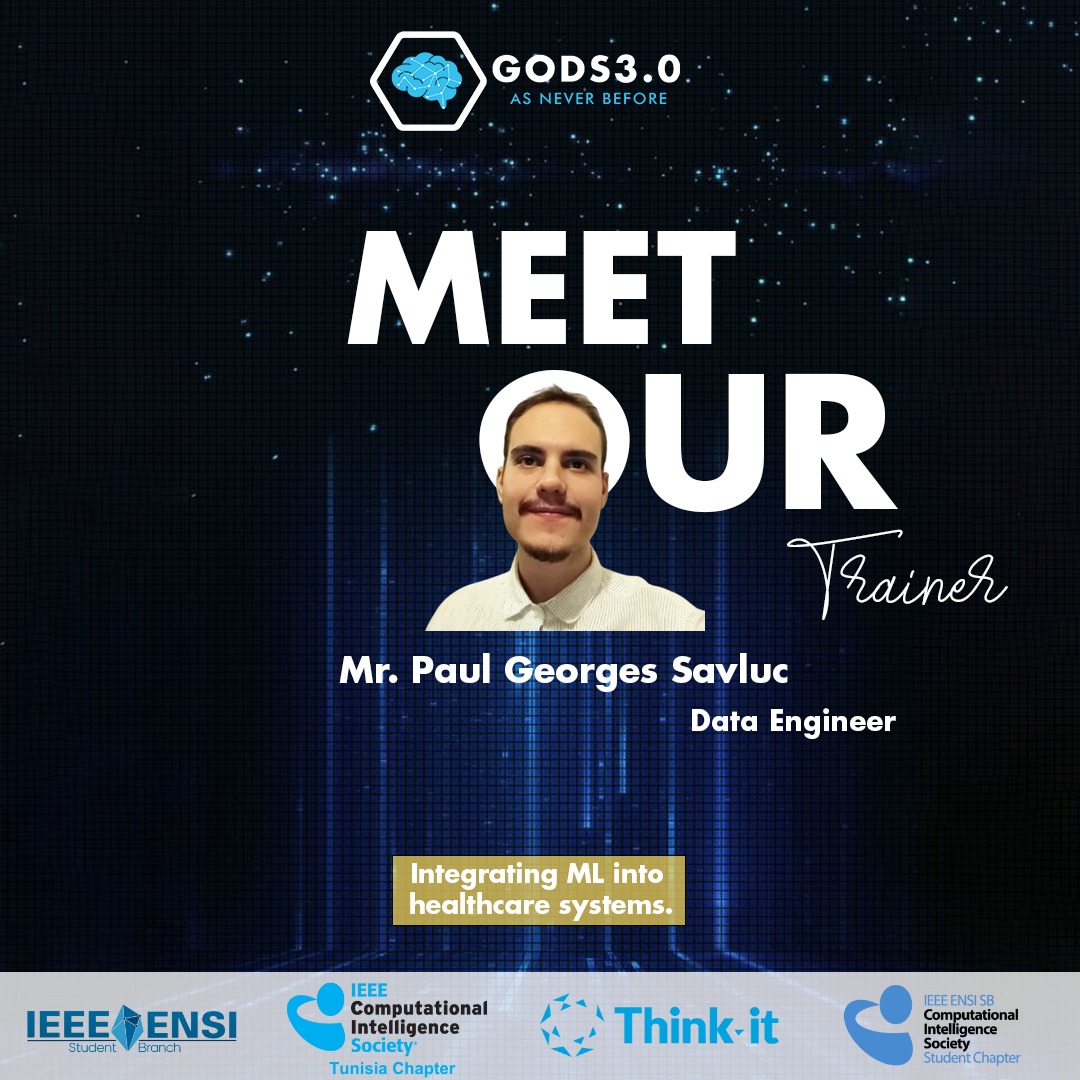 GODS3.0
AS NEVER BEFORE
MEET
OUR
Trainer
Mr. Paul Georges Savluc
Data Engineer
Integrating ML into
healthcare systems.
IEEE ENSI
Student Branch
IEEE
Computational
Intelligence
Society
Tunisia Chapter
Think-it
IEEE ENSI SB
Computational
Intelligence
Society
Student Chapter